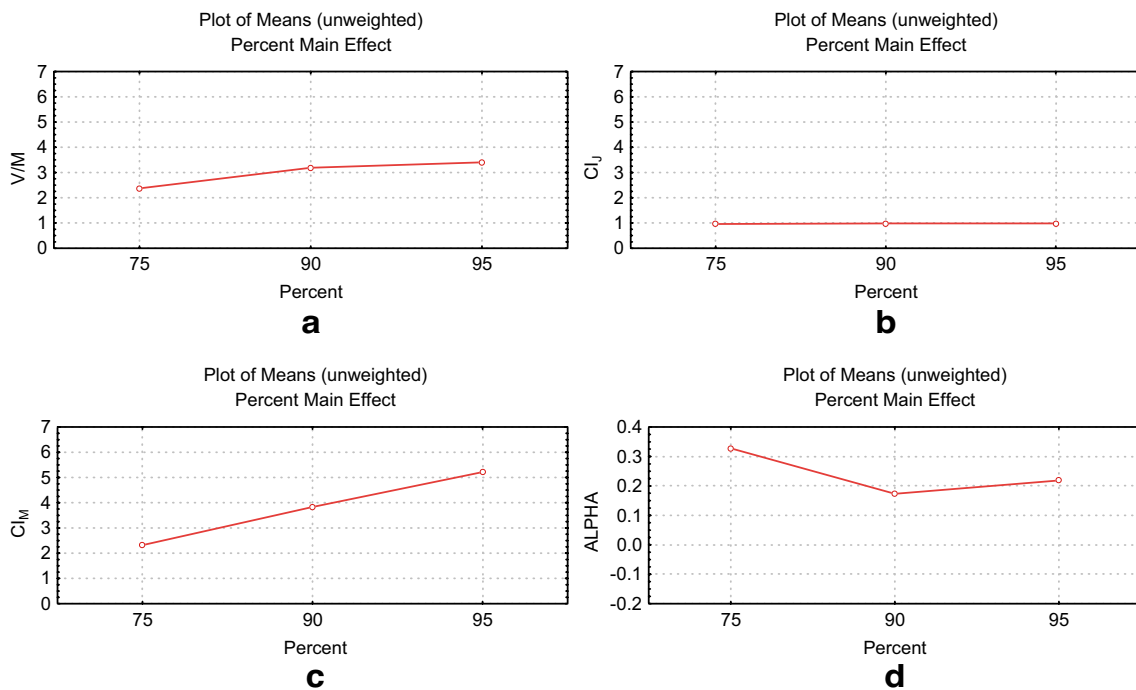 Plot of Means (unweighted)
Percent Main Effect
7
6
5
4
3
2
1
0
V/M
75 90 95
Percent
a
Plot of Means (unweighted)
Percent Main Effect
7
6
5
4
3
2
1
0
CIJ
75 90 95
Percent
b
Plot of Means (unweighted)
Percent Main Effect
7
6
5
4
3
2
1
0
CIM
75 90 95
Percent
c
Plot of Means (unweighted)
Percent Main Effect
0.4
0.3
0.2
0.0
-0.1
-0.2
ALPHA
75 90 95
Percent
d